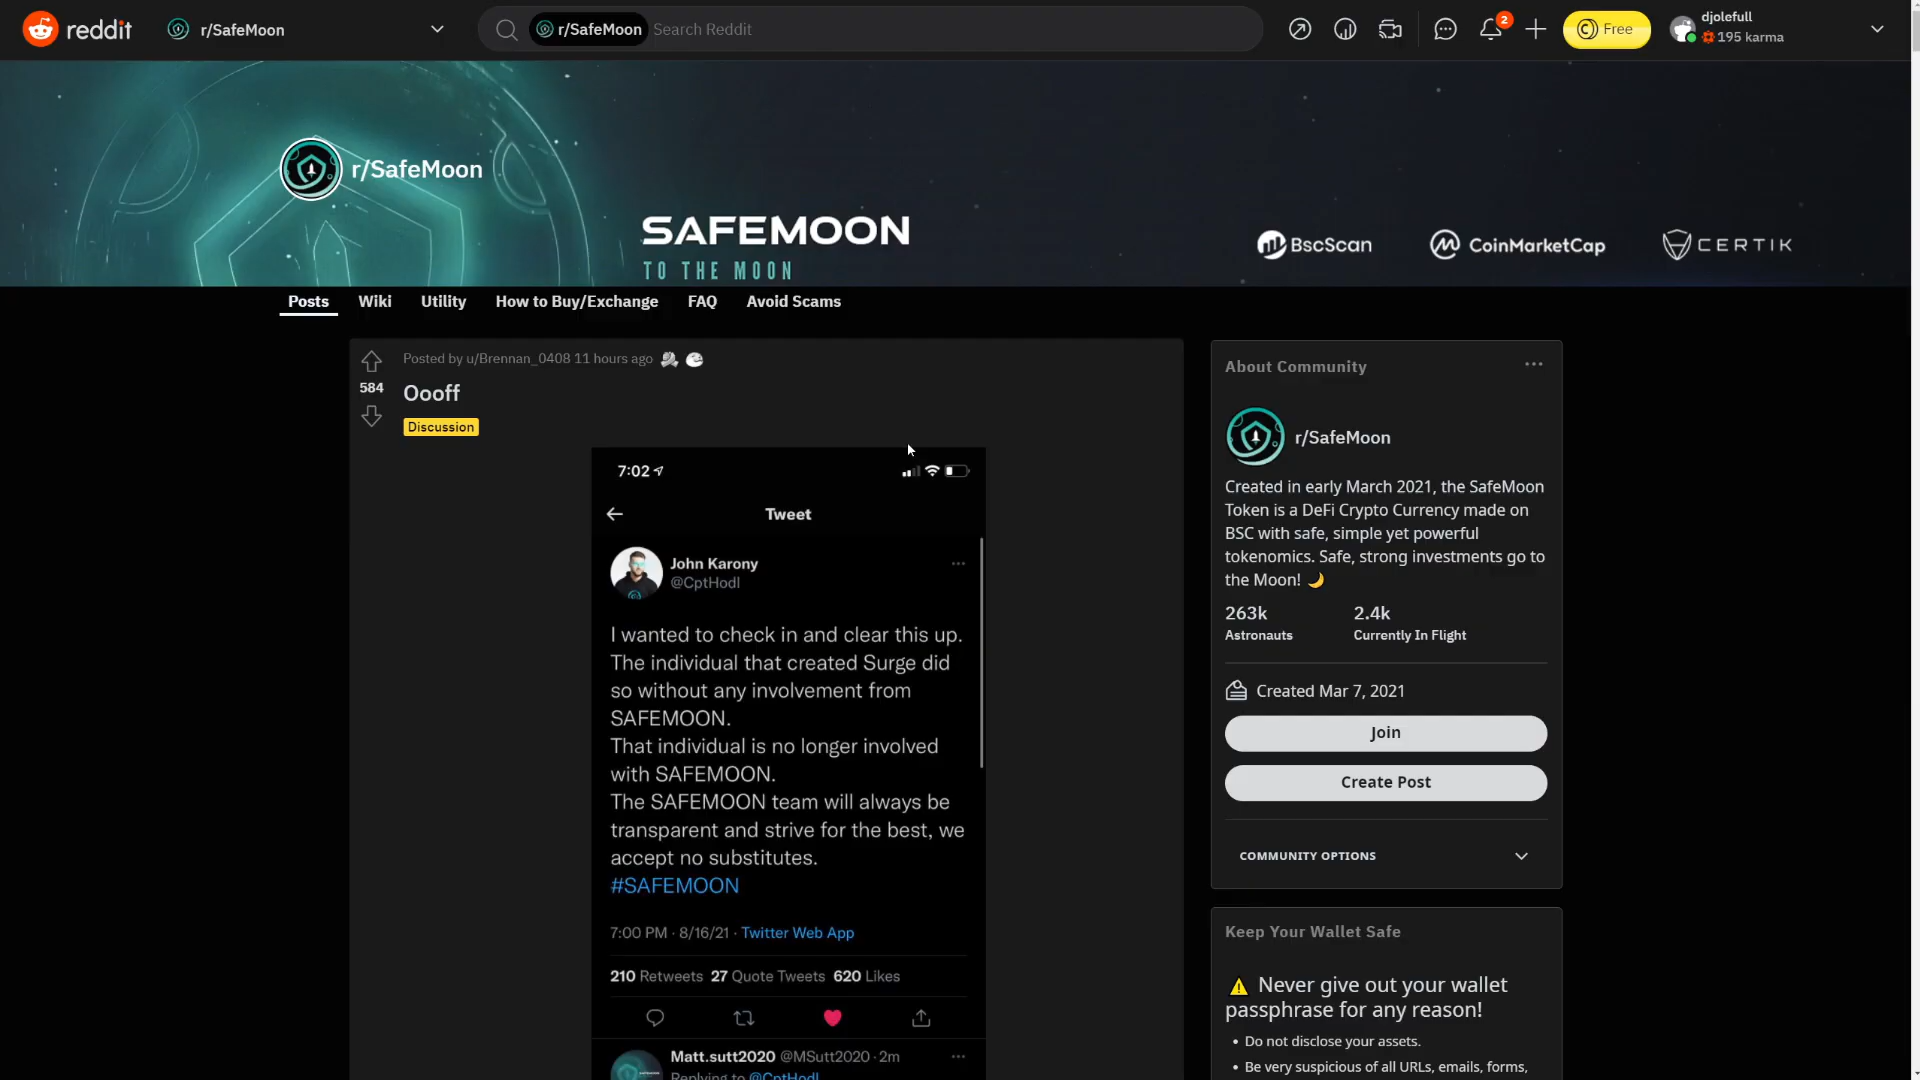 reddit
r/SafeMoon
r/SafeMoon Search Reddit
2
Free
djolefull
195 karma
r/SafeMoon
SAFEMOON
TO THE MOON
BscScan
CoinMarketCap
CERTIK
Posts Wiki Utility How to Buy/Exchange FAQ Avoid Scams
Posted by u/Brennan_0408 11 hours ago
584
Oooff
Discussion
7:02
Tweet
John Karony
@CptHodl
I wanted to check in and clear this up.
The individual that created Surge did
so without any involvement from
SAFEMOON.
That individual is no longer involved
with SAFEMOON.
The SAFEMOON team will always be
transparent and strive for the best, we
accept no substitutes.
#SAFEMOON
7:00 PM · 8/16/21 · Twitter Web App
210 Retweets 27 Quote Tweets 620 Likes
Matt.sutt2020 @MSutt2020 · 2m
Replying to @CptHodl
About Community
r/SafeMoon
Created in early March 2021, the SafeMoon
Token is a DeFi Crypto Currency made on
BSC with safe, simple yet powerful
tokenomics. Safe, strong investments go to
the Moon! 🌙
263k 2.4k
Astronauts Currently In Flight
Created Mar 7, 2021
Join
Create Post
COMMUNITY OPTIONS
Keep Your Wallet Safe
⚠️ Never give out your wallet
passphrase for any reason!
• Do not disclose your assets.
• Be very suspicious of all URLs, emails, forms,